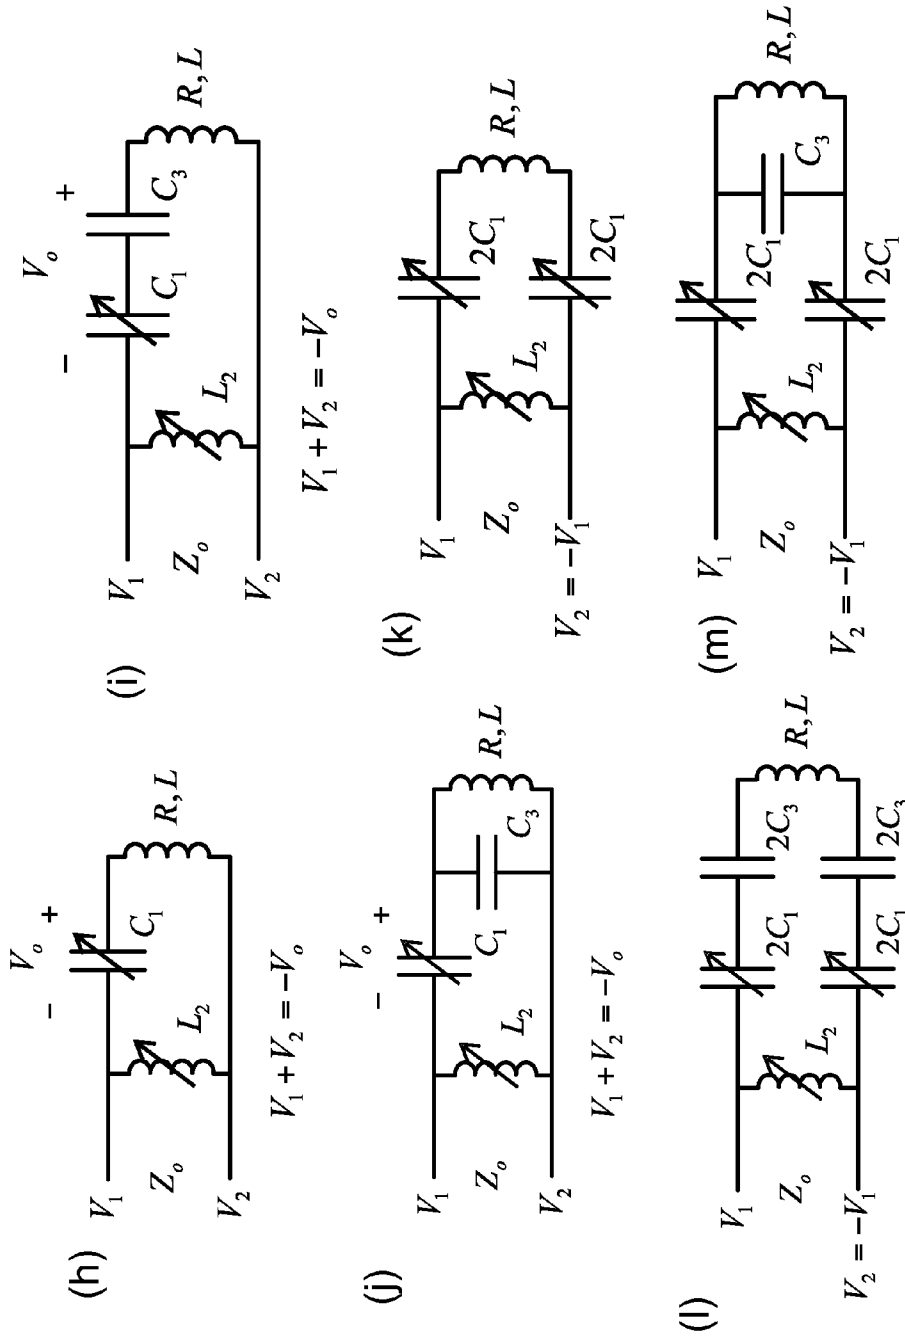 (h)
− V_o +
C_1
R, L
V_1
L_2
Z_o
V_2
V_1 + V_2 = −V_o
(i)
− V_o +
C_1
C_3
R, L
V_1
L_2
Z_o
V_2
V_1 + V_2 = −V_o
(j)
− V_o +
C_1
C_3
R, L
V_1
L_2
Z_o
V_2
V_1 + V_2 = −V_o
(k)
2C_1
R, L
V_1
L_2
Z_o
2C_1
V_2 = −V_1
(l)
2C_1
2C_3
R, L
V_1
L_2
Z_o
2C_1
2C_3
V_2 = −V_1
(m)
2C_1
C_3
R, L
V_1
L_2
Z_o
2C_1
V_2 = −V_1